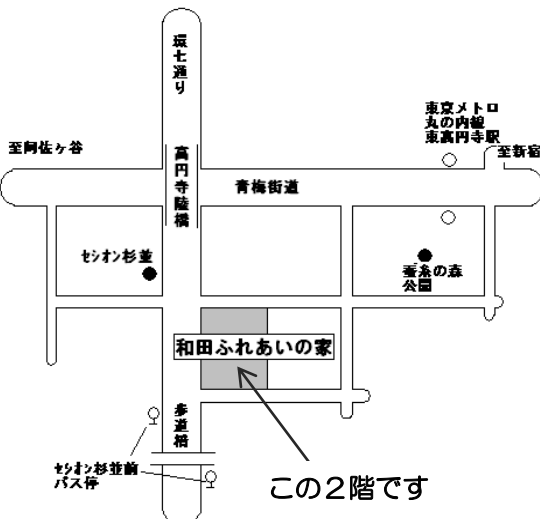 環七通り
東京メトロ
丸の内線
東高円寺駅
至阿佐ヶ谷
至新宿
高円寺陸橋
青梅街道
セシオン杉並
蚕糸の森
公園
和田ふれあいの家
歩道橋
セシオン杉並前
バス停
この2階です